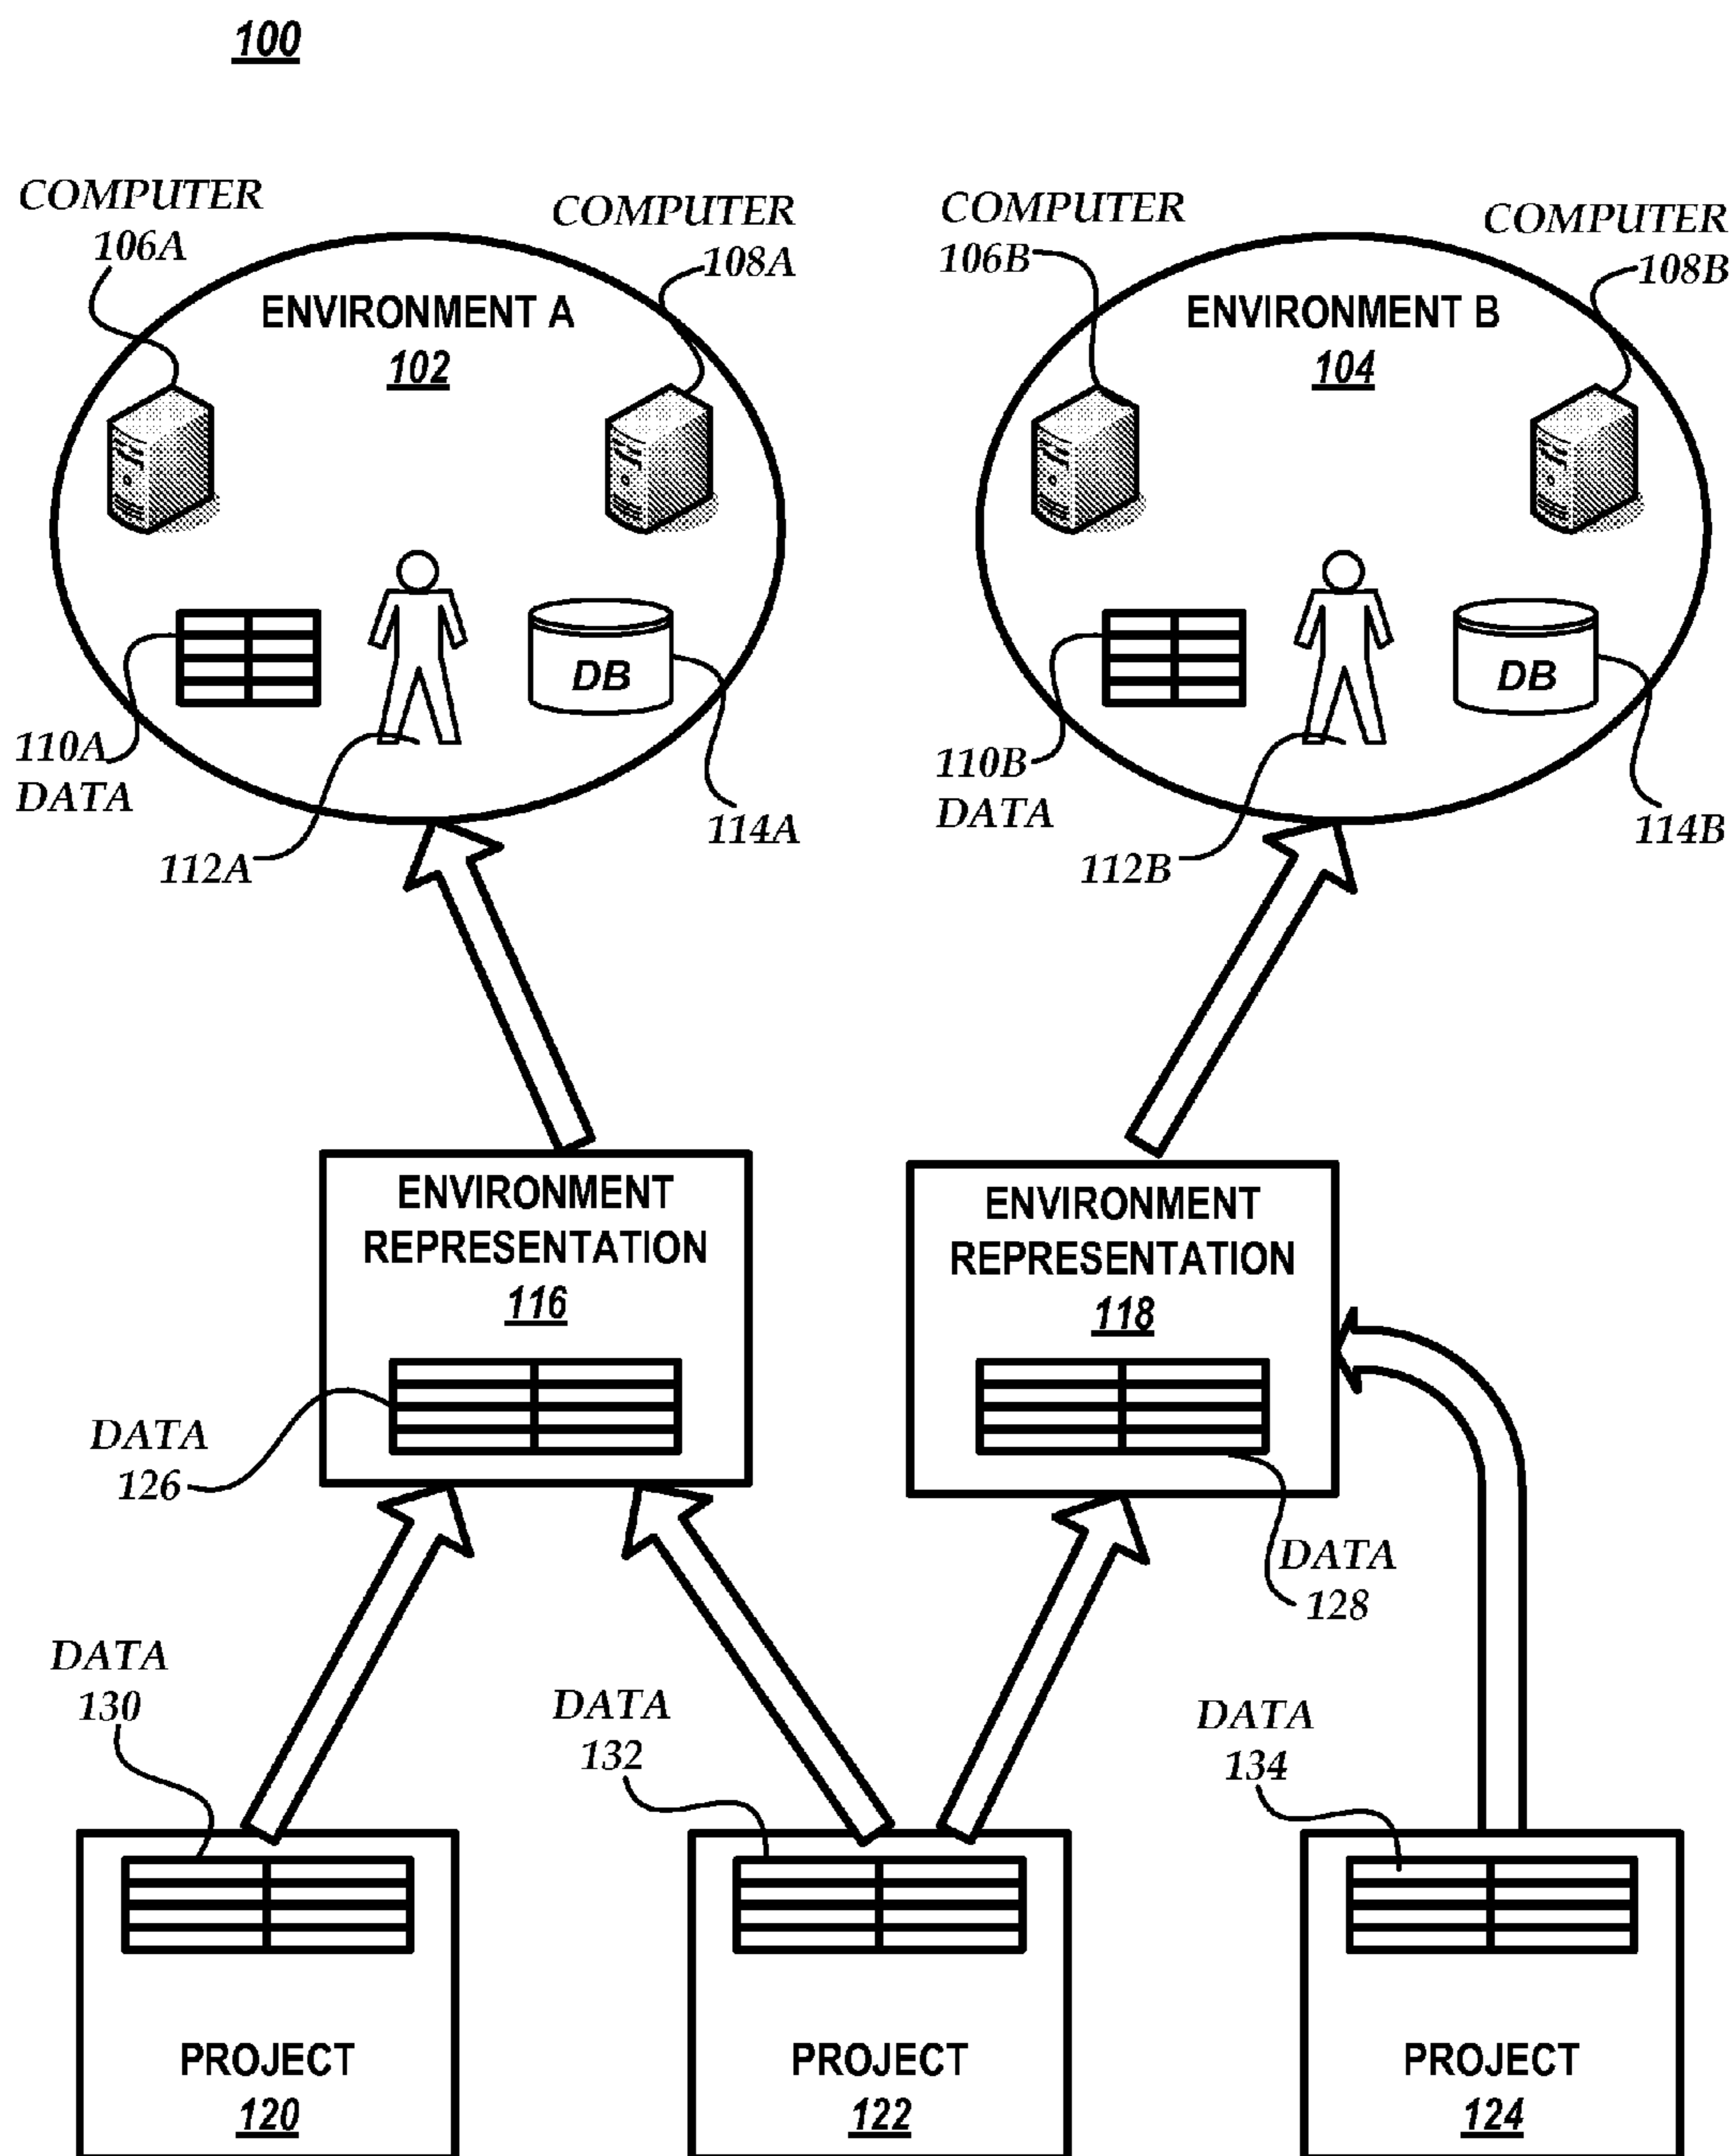 100
COMPUTER
106A
COMPUTER
108A
COMPUTER
106B
COMPUTER
108B
ENVIRONMENT A
102
ENVIRONMENT B
104
DB
DB
110A
DATA
112A
114A
110B
DATA
112B
114B
ENVIRONMENT
REPRESENTATION
116
ENVIRONMENT
REPRESENTATION
118
DATA
126
DATA
128
DATA
130
DATA
132
DATA
134
PROJECT
120
PROJECT
122
PROJECT
124